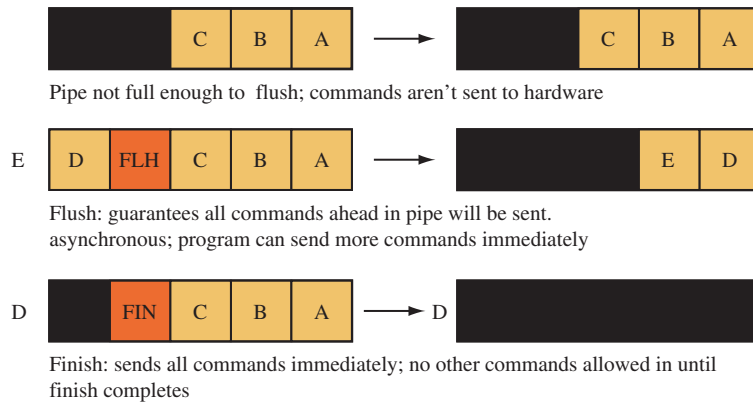 C B A C B A
Pipe not full enough to flush; commands aren't sent to hardware
E D FLH C B A E D
Flush: guarantees all commands ahead in pipe will be sent.
asynchronous; program can send more commands immediately
D FIN C B A D
Finish: sends all commands immediately; no other commands allowed in until
finish completes